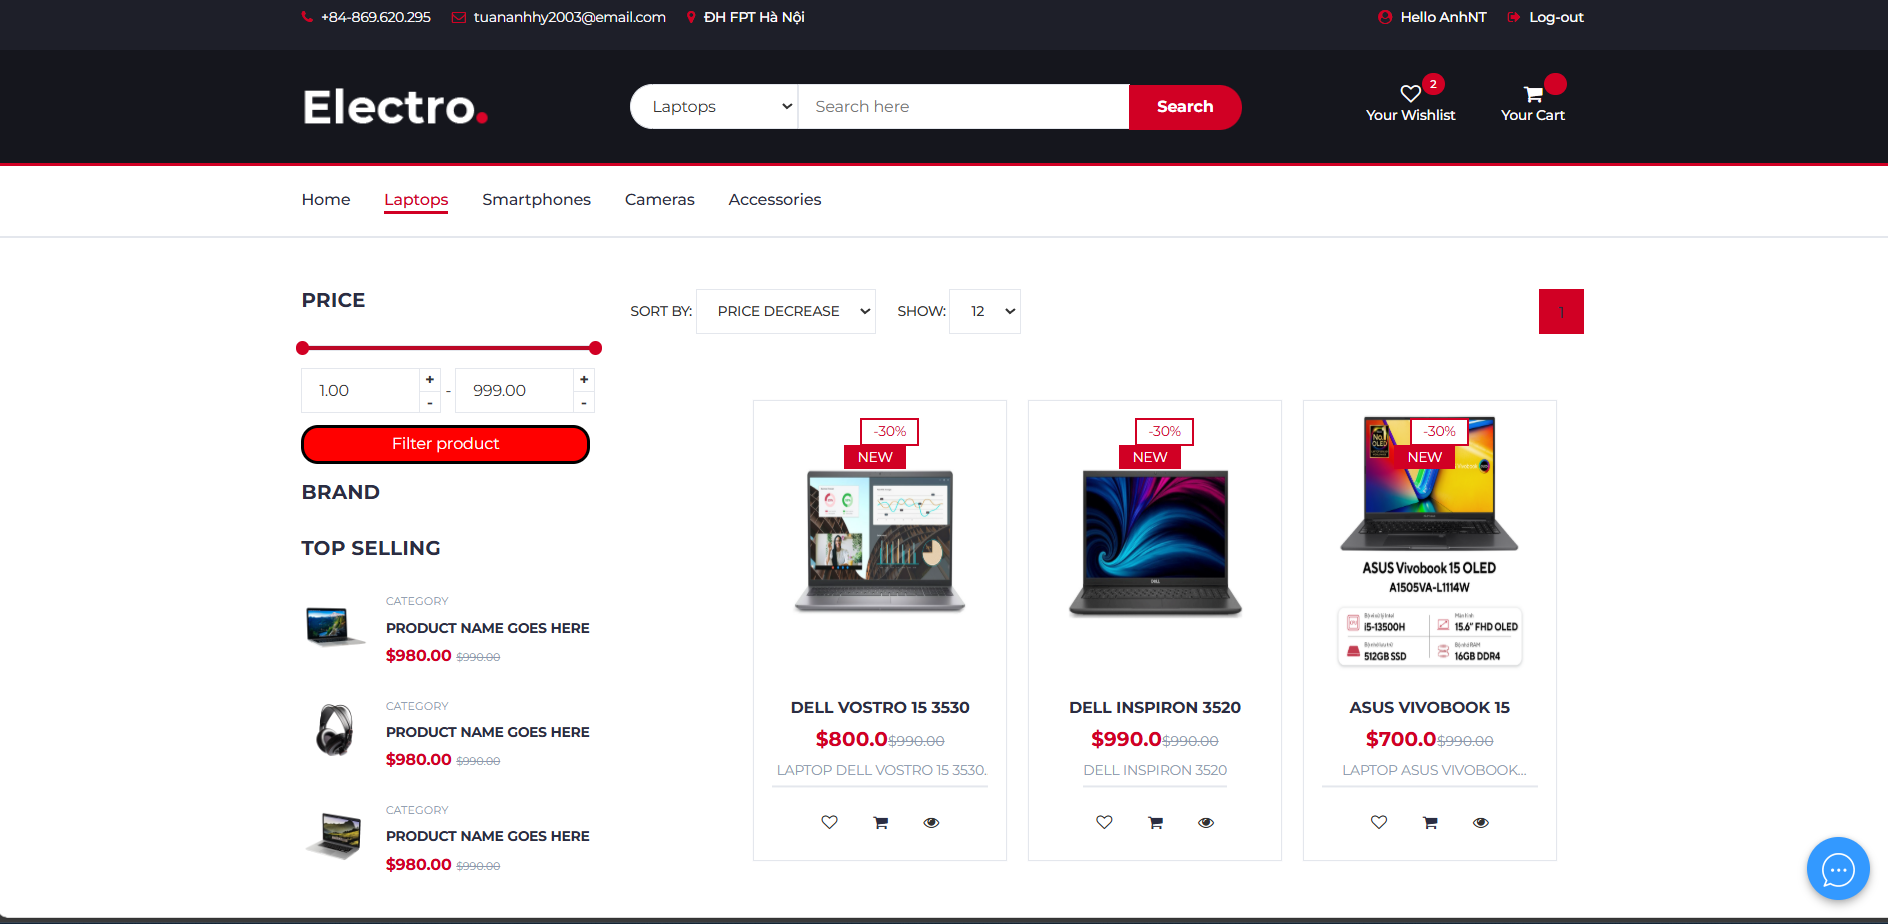 +84-869.620.295 tuananhhy2003@email.com ĐH FPT Hà Nội Hello AnhNT Log-out
Electro.
Laptops Search here Search
2
Your Wishlist Your Cart
Home Laptops Smartphones Cameras Accessories
PRICE
1.00 + - - 999.00 + -
Filter product
BRAND
TOP SELLING
CATEGORY
PRODUCT NAME GOES HERE
$980.00 $990.00
CATEGORY
PRODUCT NAME GOES HERE
$980.00 $990.00
CATEGORY
PRODUCT NAME GOES HERE
$980.00 $990.00
SORT BY: PRICE DECREASE SHOW: 12 1
-30%
NEW
DELL VOSTRO 15 3530
$800.0 $990.00
LAPTOP DELL VOSTRO 15 3530.
-30%
NEW
DELL
DELL INSPIRON 3520
$990.0 $990.00
DELL INSPIRON 3520
-30%
NEW
ASUS Vivobook 15 OLED
A1505VA-L1114W
i5-13500H
15.6" FHD OLED
512GB SSD
16GB DDR4
ASUS VIVOBOOK 15
$700.0 $990.00
LAPTOP ASUS VIVOBOOK...